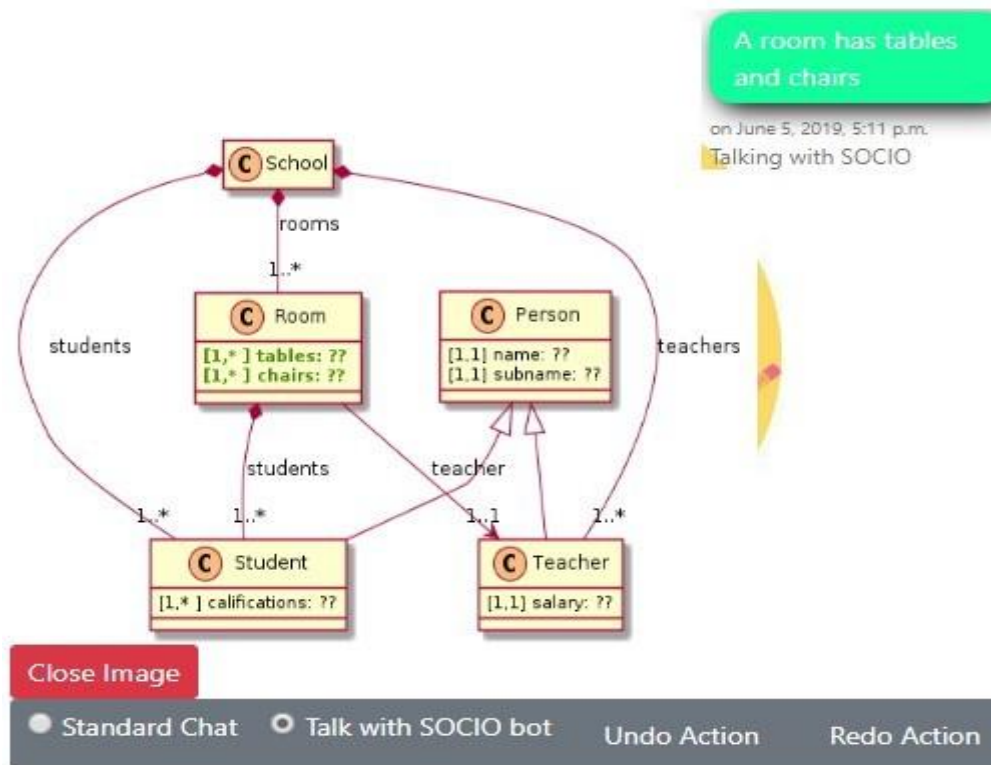 A room has tables
and chairs
on June 5, 2019, 5:11 p.m.
Talking with SOCIO
C School
rooms
1..*
C Room
[1,* ] tables: ??
[1,* ] chairs: ??
C Person
[1,1] name: ??
[1,1] subname: ??
students
teachers
students
teacher
1..*
1..*
1..1
1..*
C Student
[1,* ] califications: ??
C Teacher
[1,1] salary: ??
Close Image
Standard Chat
Talk with SOCIO bot
Undo Action
Redo Action